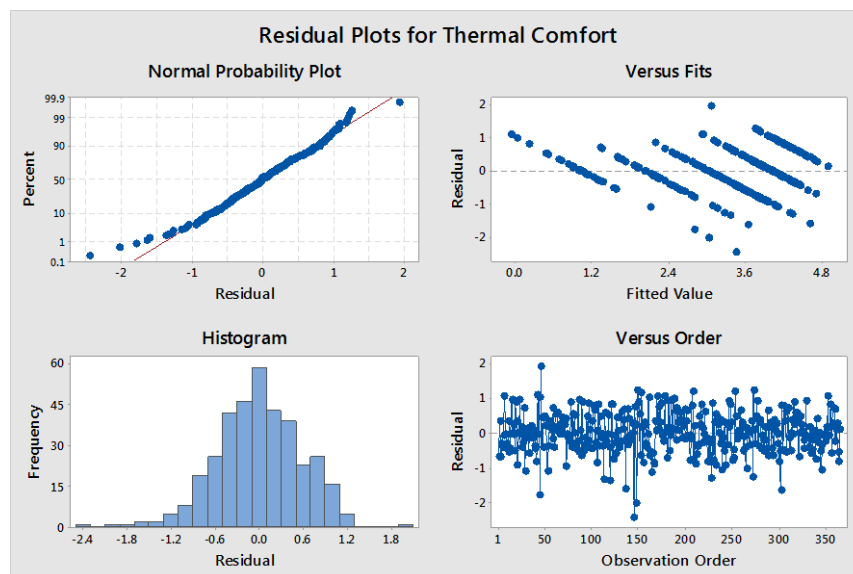 Residual Plots for Thermal Comfort
Normal Probability Plot
99.9
99
90
50
10
1
0.1
Percent
-2 -1 0 1 2
Residual
Versus Fits
2
1
0
-1
-2
Residual
0.0 1.2 2.4 3.6 4.8
Fitted Value
Histogram
60
45
30
15
0
Frequency
-2.4 -1.8 -1.2 -0.6 0.0 0.6 1.2 1.8
Residual
Versus Order
2
1
0
-1
-2
Residual
1 50 100 150 200 250 300 350
Observation Order